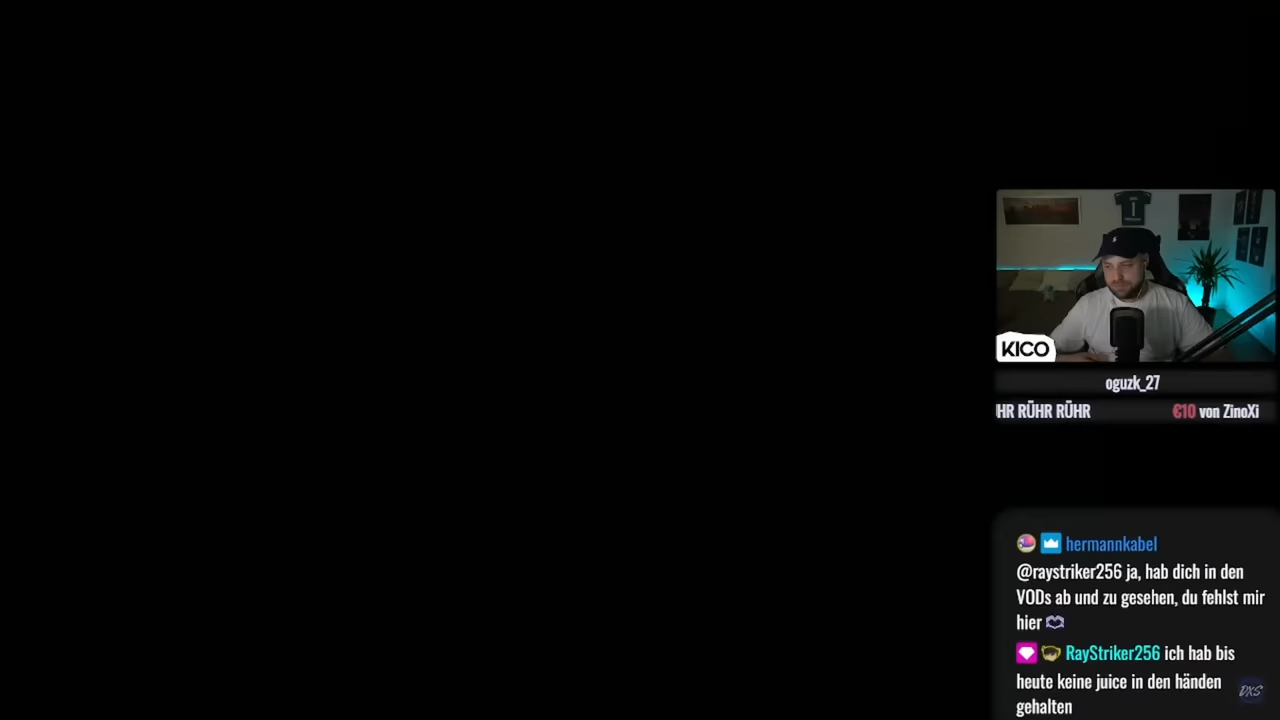 KICO
oguzk_27
HR RÜHR RÜHR €10 von ZinoXi
hermannkabel
@raystriker256 ja, hab dich in den
VODs ab und zu gesehen, du fehlst mir
hier
RayStriker256 ich hab bis
heute keine juice in den händen
gehalten
DXS